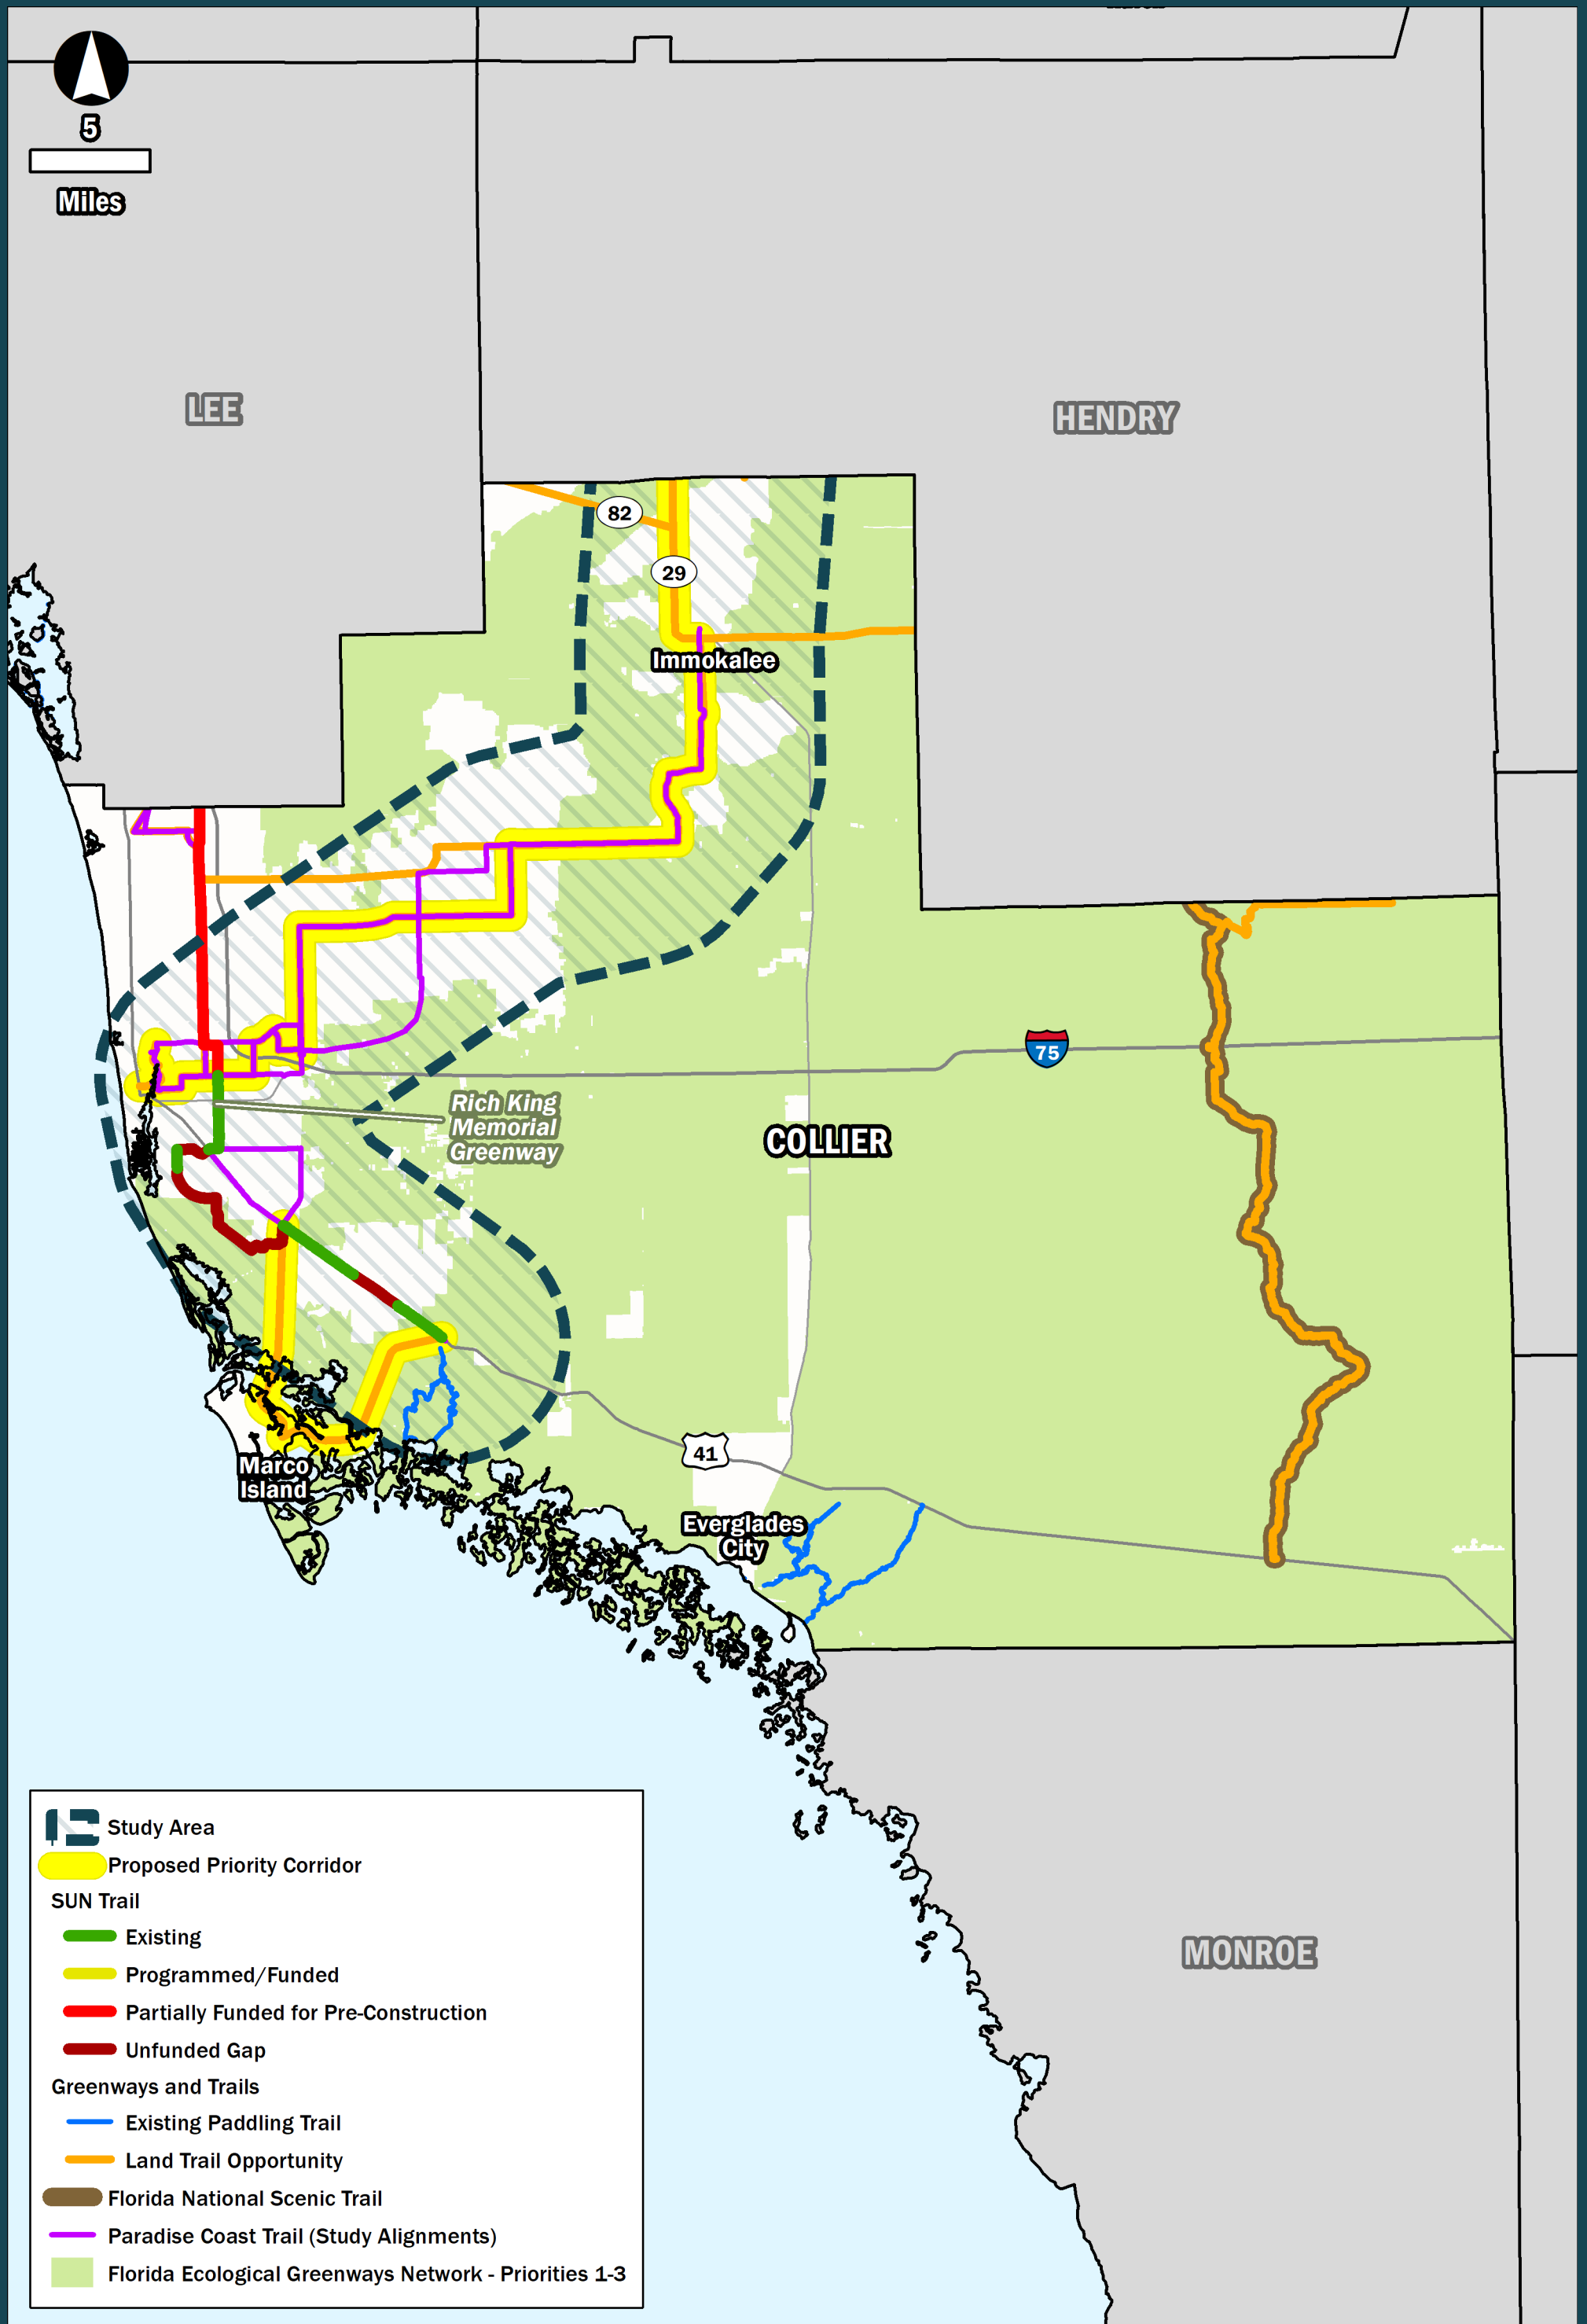 5
Miles
LEE
HENDRY
82
29
Immokalee
75
Rich King
Memorial
Greenway
COLLIER
41
Marco
Island
Everglades
City
MONROE
Study Area
Proposed Priority Corridor
SUN Trail
Existing
Programmed/Funded
Partially Funded for Pre-Construction
Unfunded Gap
Greenways and Trails
Existing Paddling Trail
Land Trail Opportunity
Florida National Scenic Trail
Paradise Coast Trail (Study Alignments)
Florida Ecological Greenways Network - Priorities 1-3